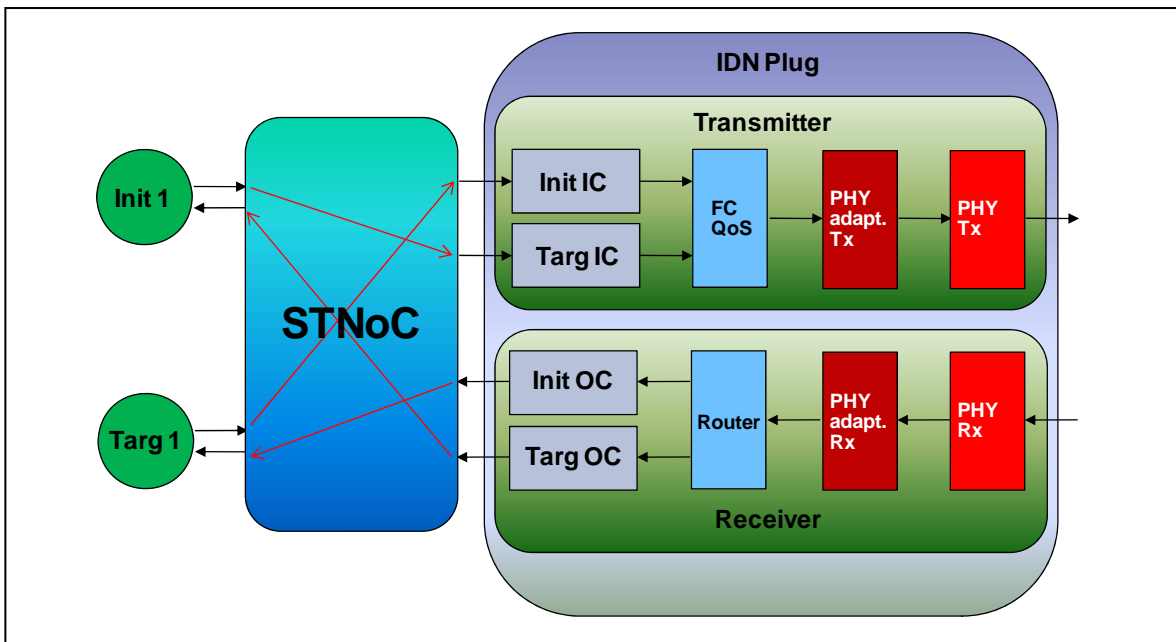 IDN Plug
Transmitter
Init 1
Init IC
Targ IC
FC
QoS
PHY
adapt.
Tx
PHY
Tx
STNoC
Targ 1
Init OC
Targ OC
Router
PHY
adapt.
Rx
PHY
Rx
Receiver